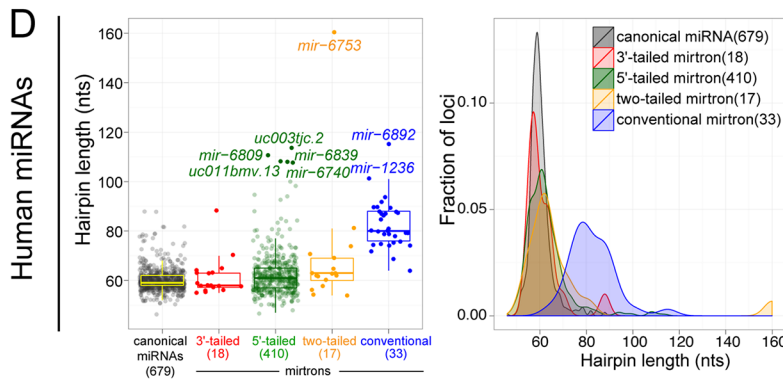 D
Human miRNAs
Hairpin length (nts)
160
140
120
100
80
60
mir−6753
uc003tjc.2
mir−6892
mir−6809
mir−6839
uc011bmv.13
mir−6740
mir−1236
canonical miRNAs (679)
3'-tailed (18)
5'-tailed (410)
two-tailed (17)
conventional (33)
mirtrons
Fraction of loci
0.10
0.05
0.00
canonical miRNA(679)
3'-tailed mirtron(18)
5'-tailed mirtron(410)
two-tailed mirtron(17)
conventional mirtron(33)
60 80 100 120 140 160
Hairpin length (nts)